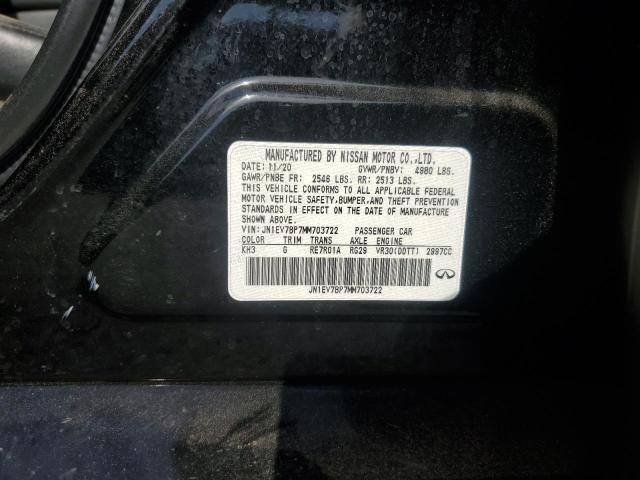 MANUFACTURED BY NISSAN MOTOR CO.,LTD.
DATE: 11/20 GVWR/PNBV: 4980 LBS.
GAWR/PNBE FR: 2546 LBS. RR: 2513 LBS.
THIS VEHICLE CONFORMS TO ALL APPLICABLE FEDERAL
MOTOR VEHICLE SAFETY,BUMPER,AND THEFT PREVENTION
STANDARDS IN EFFECT ON THE DATE OF MANUFACTURE
SHOWN ABOVE.
VIN: JN1EV7BP7MM703722 PASSENGER CAR
COLOR TRIM TRANS AXLE ENGINE
KH3 G RE7R01A RG29 VR30(DDTT) 2997CC
JN1EV7BP7MM703722